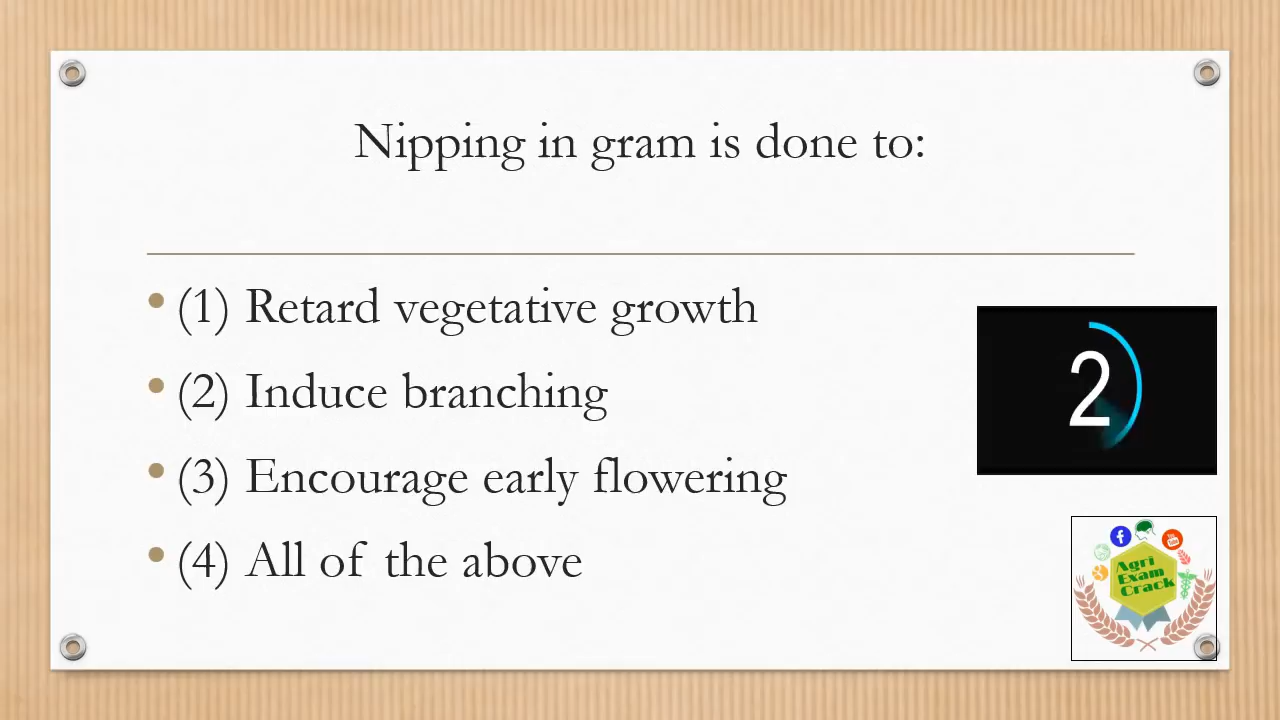 Nipping in gram is done to:
• (1) Retard vegetative growth
• (2) Induce branching
• (3) Encourage early flowering
• (4) All of the above
2
Agri
Exam
Crack